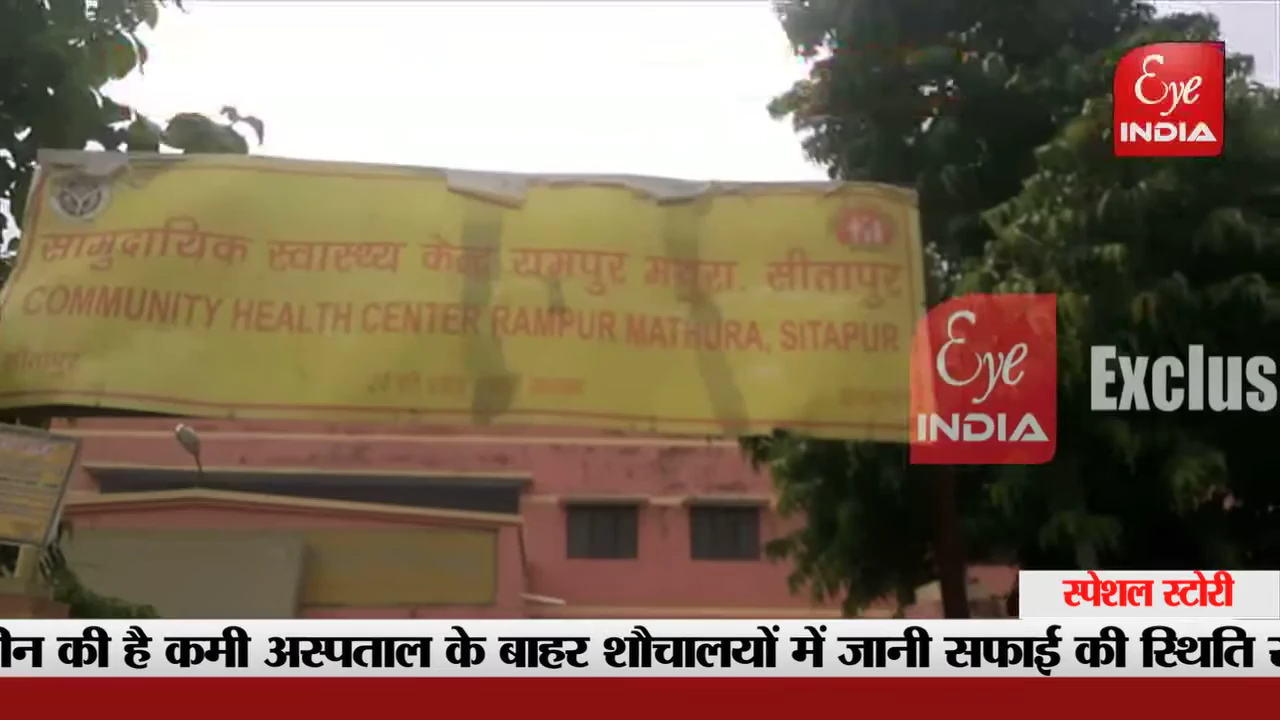 Eye
INDIA
सामुदायिक स्वास्थ्य केन्द्र रामपुर मथुरा, सीतापुर
COMMUNITY HEALTH CENTER RAMPUR MATHURA, SITAPUR
सीतापुर
Eye
INDIA
Exclus
स्पेशल स्टोरी
ीन की है कमी अस्पताल के बाहर शौचालयों में जानी सफाई की स्थिति